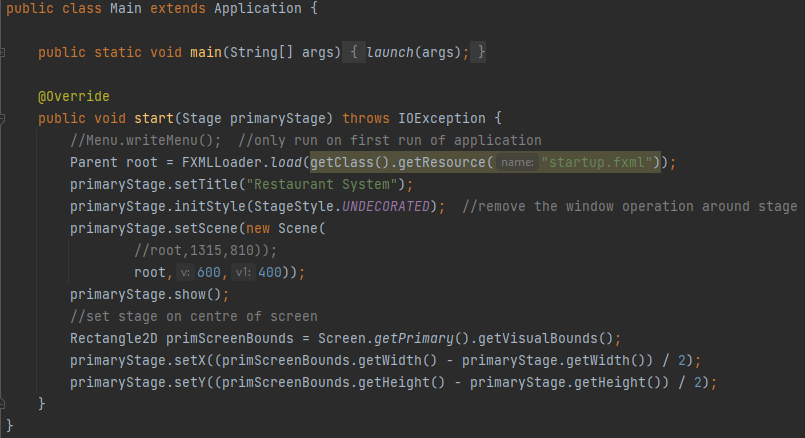 public class Main extends Application {
public static void main(String[] args) { launch(args); }
@Override
public void start(Stage primaryStage) throws IOException {
//Menu.writeMenu();  //only run on first run of application
Parent root = FXMLLoader.load(getClass().getResource( name: "startup.fxml"));
primaryStage.setTitle("Restaurant System");
primaryStage.initStyle(StageStyle.UNDECORATED);  //remove the window operation around stage
primaryStage.setScene(new Scene(
//root,1315,810));
root, v: 600, v1: 400));
primaryStage.show();
//set stage on centre of screen
Rectangle2D primScreenBounds = Screen.getPrimary().getVisualBounds();
primaryStage.setX((primScreenBounds.getWidth() - primaryStage.getWidth()) / 2);
primaryStage.setY((primScreenBounds.getHeight() - primaryStage.getHeight()) / 2);
}
}